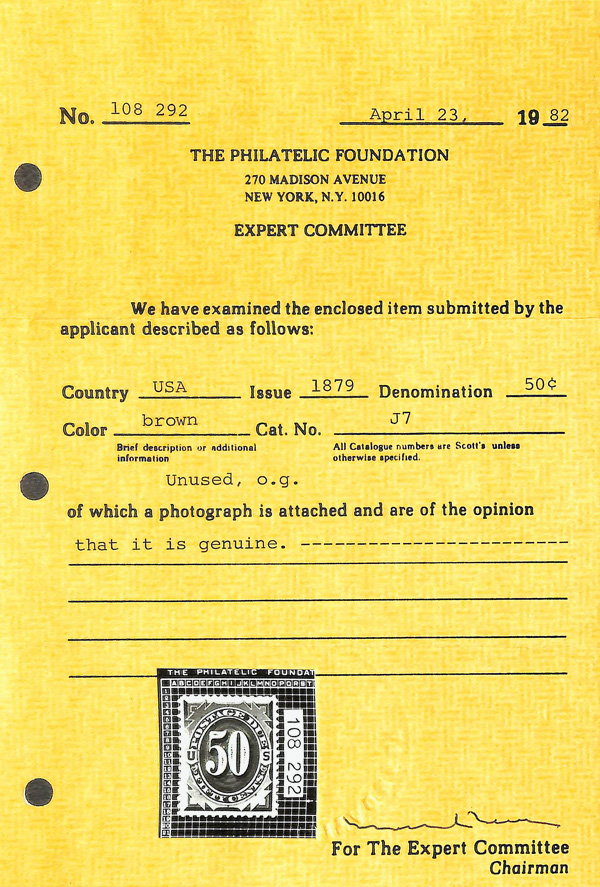 No. 108 292 April 23, 19 82
THE PHILATELIC FOUNDATION
270 MADISON AVENUE
NEW YORK, N.Y. 10016
EXPERT COMMITTEE
We have examined the enclosed item submitted by the
applicant described as follows:
Country USA Issue 1879 Denomination 50¢
Color brown Cat. No. J7
Brief description or additional
information
All Catalogue numbers are Scott's unless
otherwise specified.
Unused, o.g.
of which a photograph is attached and are of the opinion
that it is genuine. ------------------------
THE PHILATELIC FOUNDAT
ABCDEFGHIJKLMNOPQRST
POSTAGE DUE
U S
50
108 292
For The Expert Committee
Chairman